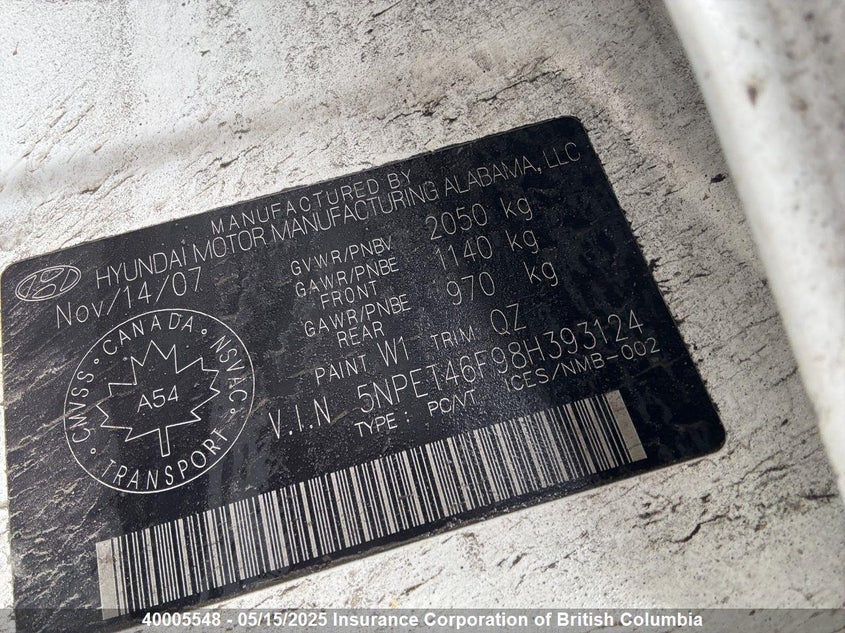 MANUFACTURED BY
HYUNDAI MOTOR MANUFACTURING ALABAMA, LLC
Nov/14/07
GVWR/PNBV 2050 kg
GAWR/PNBE FRONT 1140 kg
GAWR/PNBE REAR 970 kg
PAINT W1 TRIM QZ
V.I.N 5NPET46F98H393124
TYPE: PC/VT ICES/NMB-002
CMVSS • CANADA • NSVAC
A54
TRANSPORT
40005548 - 05/15/2025 Insurance Corporation of British Columbia